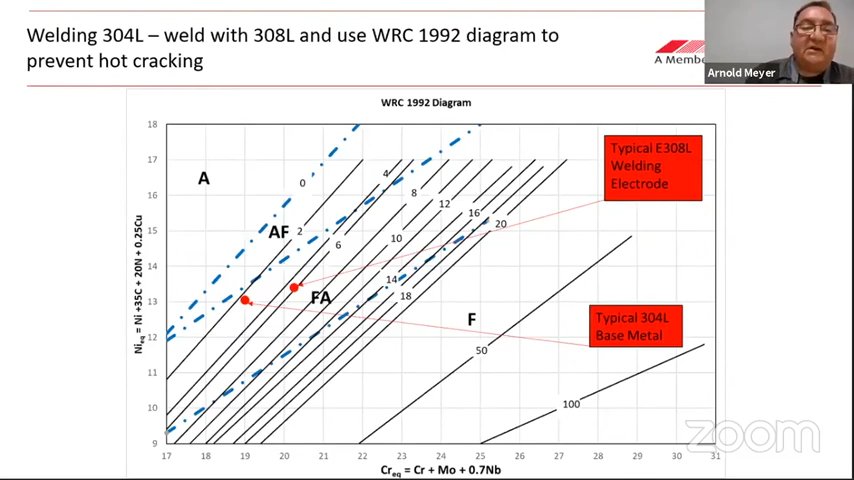 Welding 304L – weld with 308L and use WRC 1992 diagram to
prevent hot cracking
A Membe
Arnold Meyer
WRC 1992 Diagram
18
17
16
15
14
13
12
11
10
9
Nieq = Ni +35C + 20N + 0.25Cu
A
AF
FA
F
0
2
4
6
8
10
12
14
16
18
20
50
100
Typical E308L
Welding
Electrode
Typical 304L
Base Metal
17 18 19 20 21 22 23 24 25 26 27 28 29 30 31
Creq = Cr + Mo + 0.7Nb
zoom